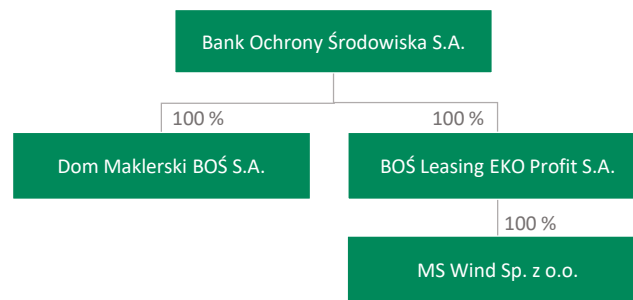 Bank Ochrony Środowiska S.A.
100 %
100 %
Dom Maklerski BOŚ S.A.
BOŚ Leasing EKO Profit S.A.
100 %
MS Wind Sp. z o.o.